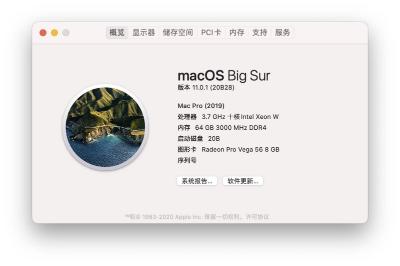 概览 显示器 储存空间 PCI卡 内存 支持 服务
macOS Big Sur
版本 11.0.1 (20B28)
Mac Pro (2019)
处理器 3.7 GHz 十核Intel Xeon W
内存 64 GB 3000 MHz DDR4
启动磁盘 20B
图形卡 Radeon Pro Vega 56 8 GB
序列号
系统报告... 软件更新...
™和© 1983-2020 Apple Inc. 保留一切权利。许可协议